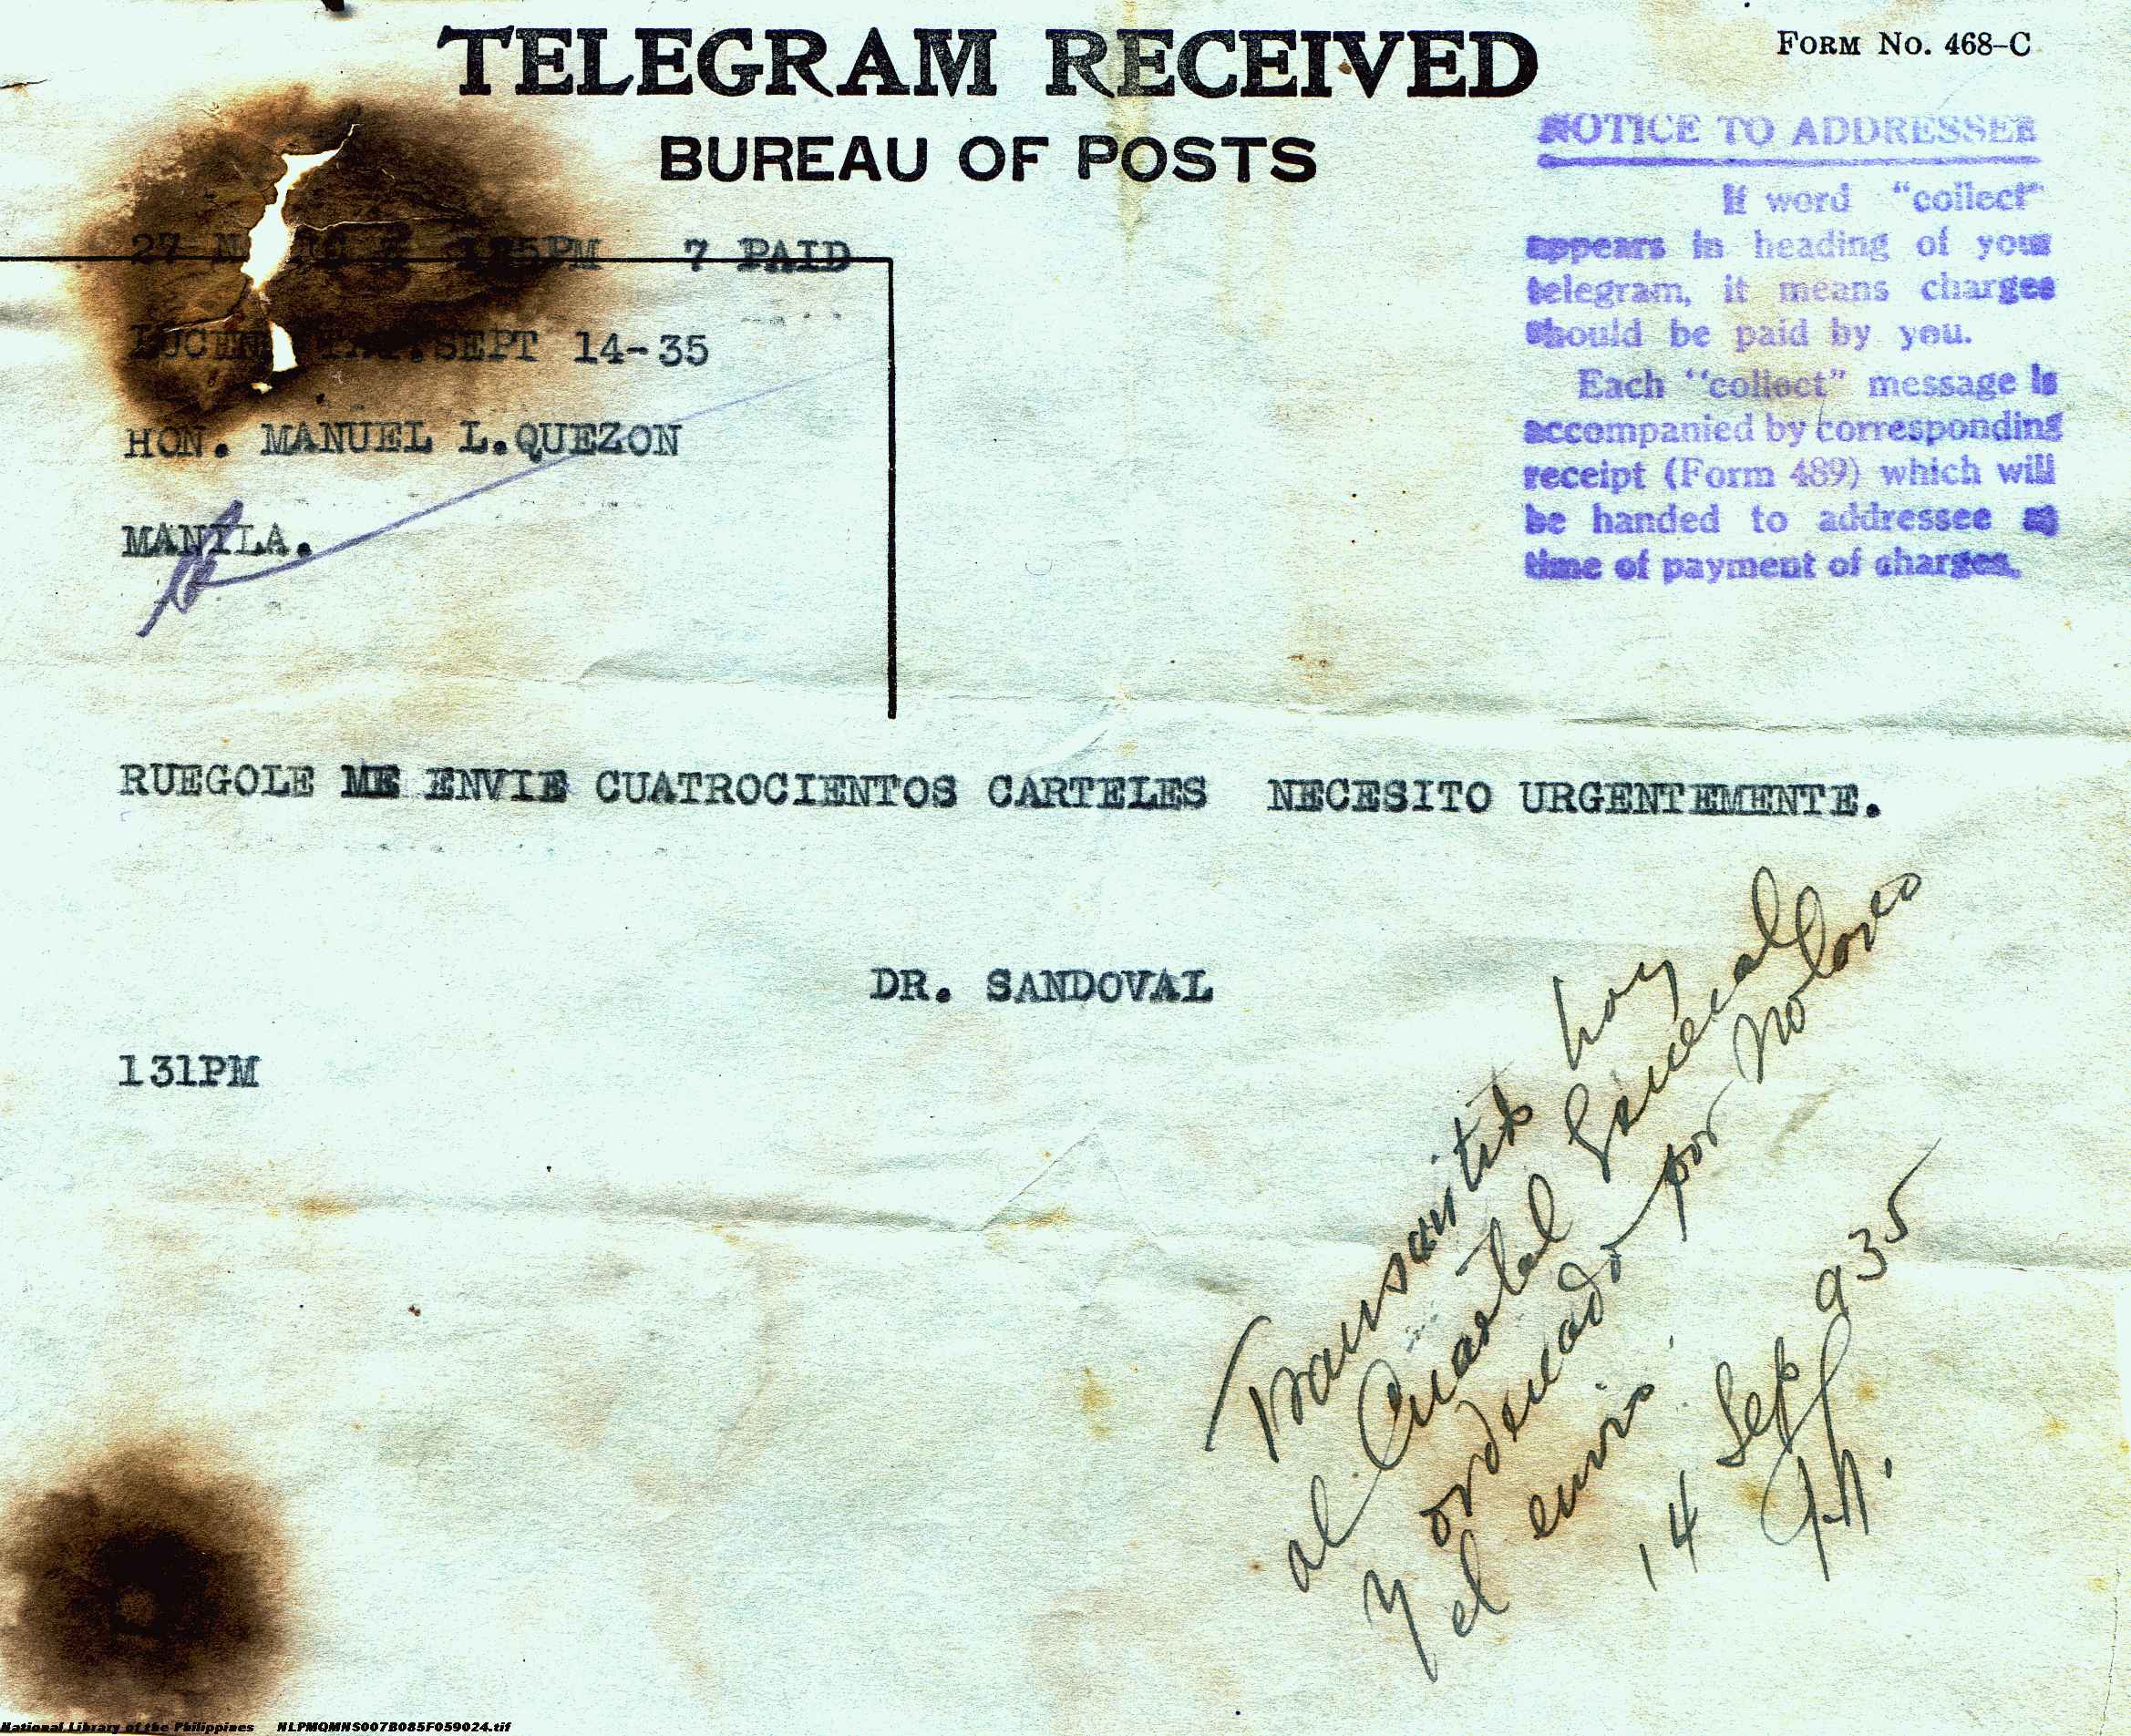 TELEGRAM RECEIVED
FORM NO. 468-C
BUREAU OF POSTS
NOTICE TO ADDRESSEE
If word "collect"
appears in heading of your
telegram, it means charges
should be paid by you.
Each "collect" message is
accompanied by corresponding
receipt (Form 489) which will
be handed to addressee at
time of payment of charges.
27 PM 7 PAID
SEPT 14-35
HON. MANUEL L.QUEZON
MANILA.
RUEGOLE ME ENVIE CUATROCIENTOS CARTELES NECESITO URGENTEMENTE.
DR. SANDOVAL
131PM
hoy
al Cuartel General
y ordenado por
el envio.
14 Sep 935
National Library of the Philippines NLPMQMNS007B085F059024.tif